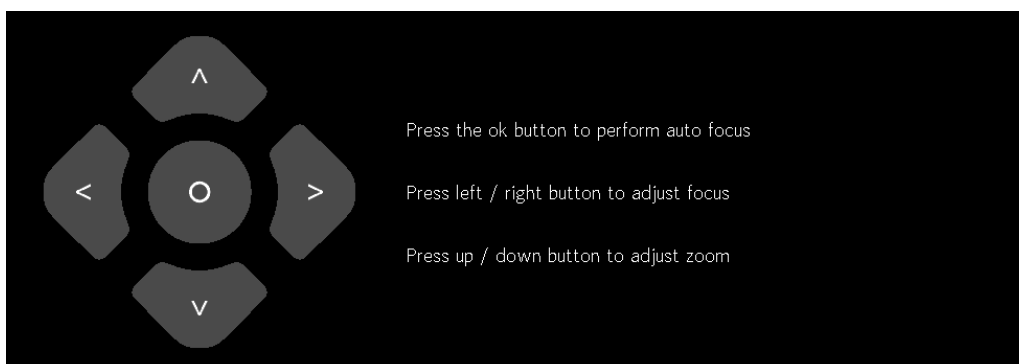 ^
<
O
>
v
Press the ok button to perform auto focus
Press left / right button to adjust focus
Press up / down button to adjust zoom